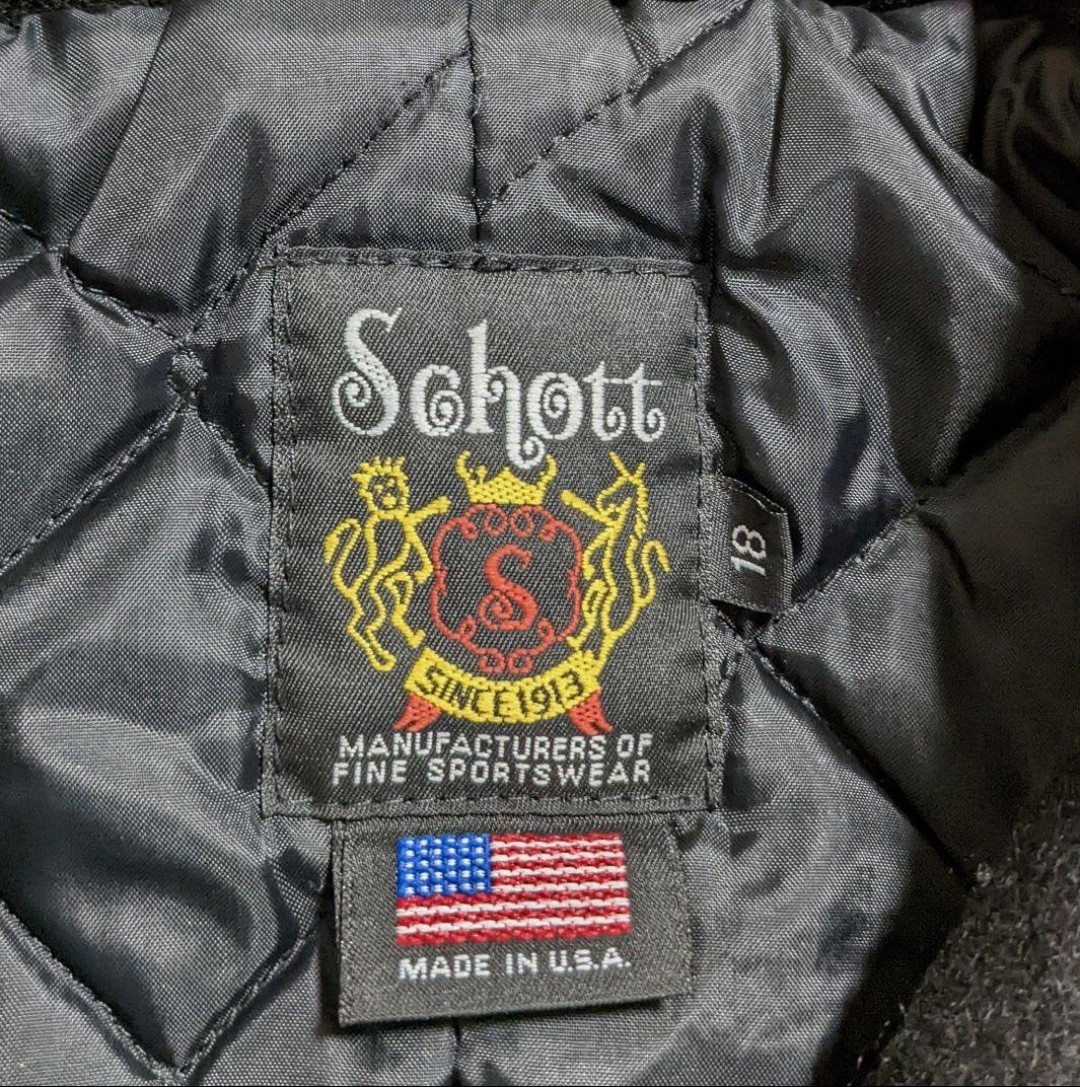 Schott
S
SINCE 1913
MANUFACTURERS OF
FINE SPORTSWEAR
18
MADE IN U.S.A.